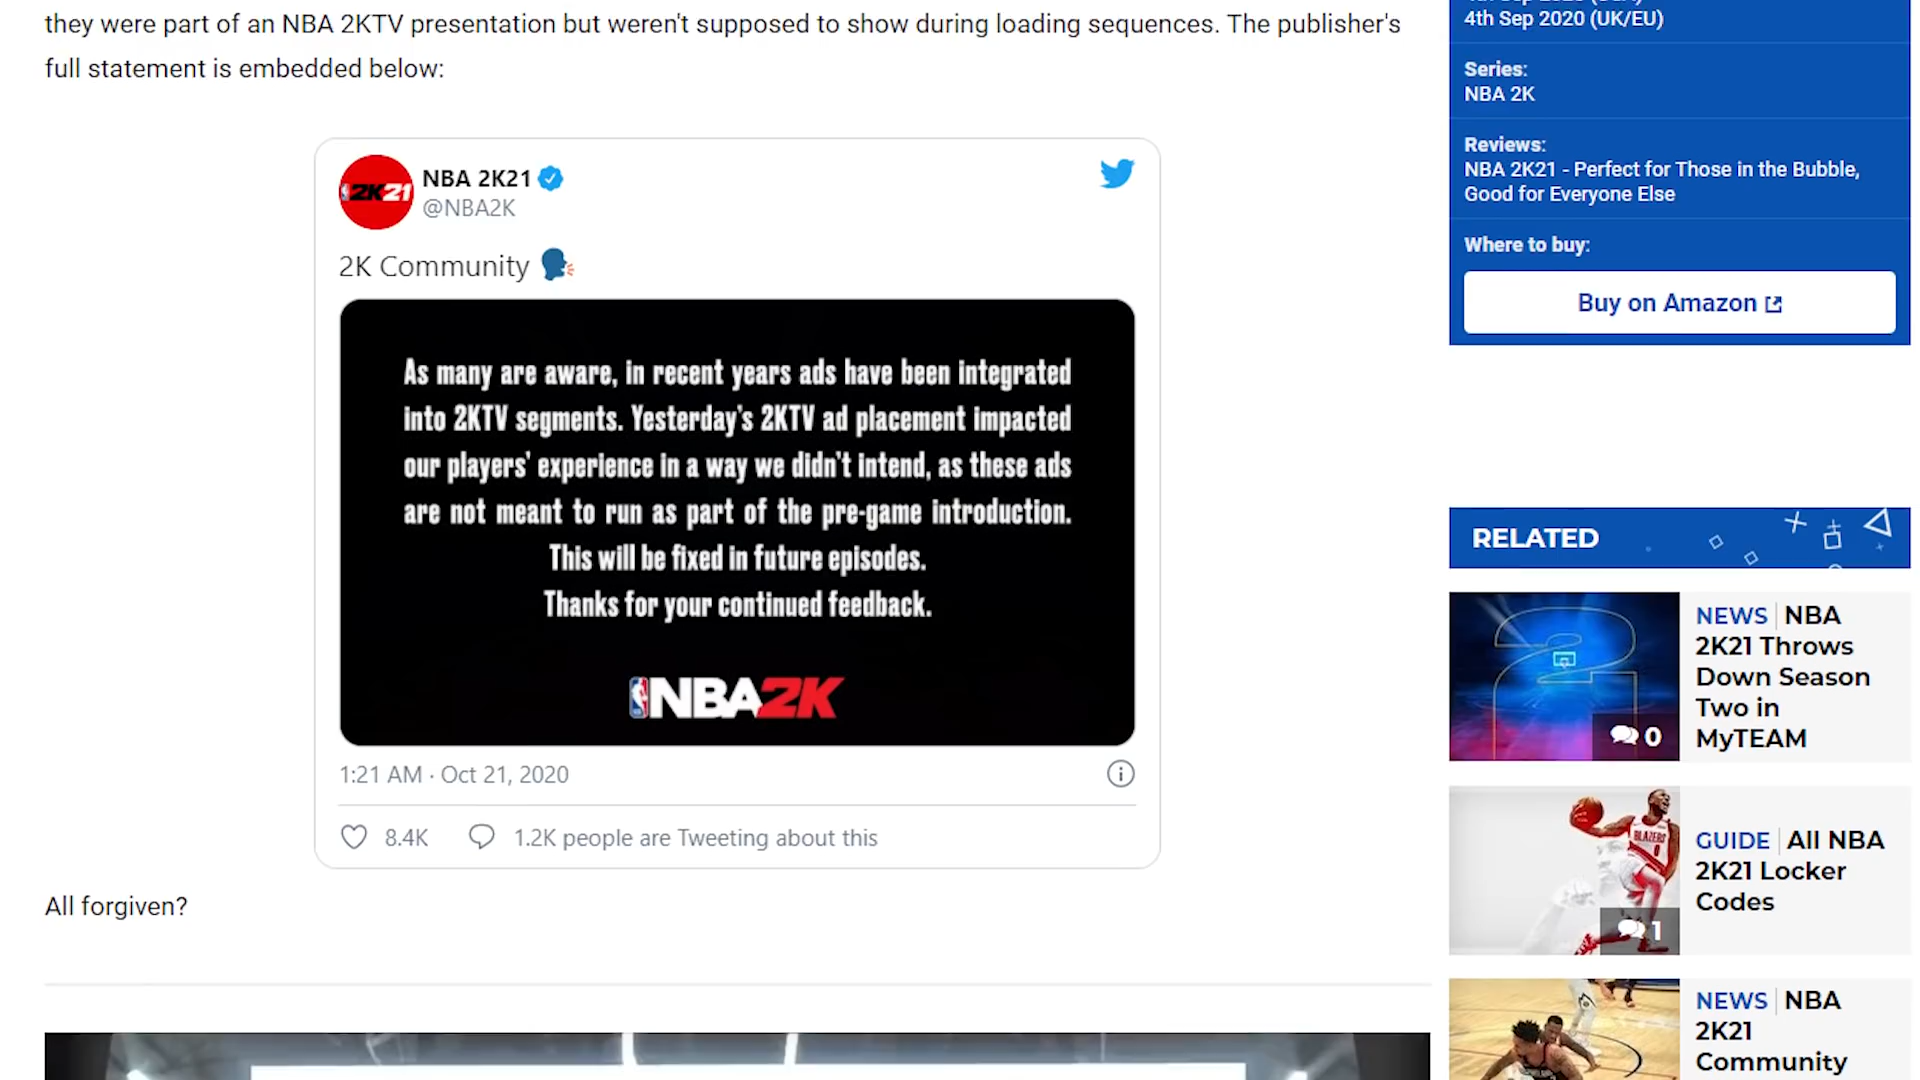 they were part of an NBA 2KTV presentation but weren't supposed to show during loading sequences. The publisher's
full statement is embedded below:
2K21
NBA 2K21
@NBA2K
2K Community
As many are aware, in recent years ads have been integrated
into 2KTV segments. Yesterday's 2KTV ad placement impacted
our players' experience in a way we didn't intend, as these ads
are not meant to run as part of the pre-game introduction.
This will be fixed in future episodes.
Thanks for your continued feedback.
NBA2K
1:21 AM · Oct 21, 2020
8.4K
1.2K people are Tweeting about this
All forgiven?
4th Sep 2020 (UK/EU)
Series:
NBA 2K
Reviews:
NBA 2K21 - Perfect for Those in the Bubble,
Good for Everyone Else
Where to buy:
Buy on Amazon
RELATED
0
NEWS NBA
2K21 Throws
Down Season
Two in
MyTEAM
BLAZERS
0
1
GUIDE All NBA
2K21 Locker
Codes
NEWS NBA
2K21
Community